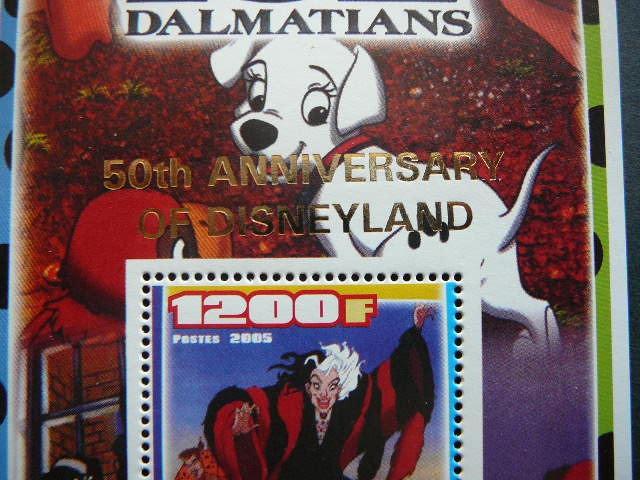 DALMATIANS
50th ANNIVERSARY
OF DISNEYLAND
1200F
POSTES 2005